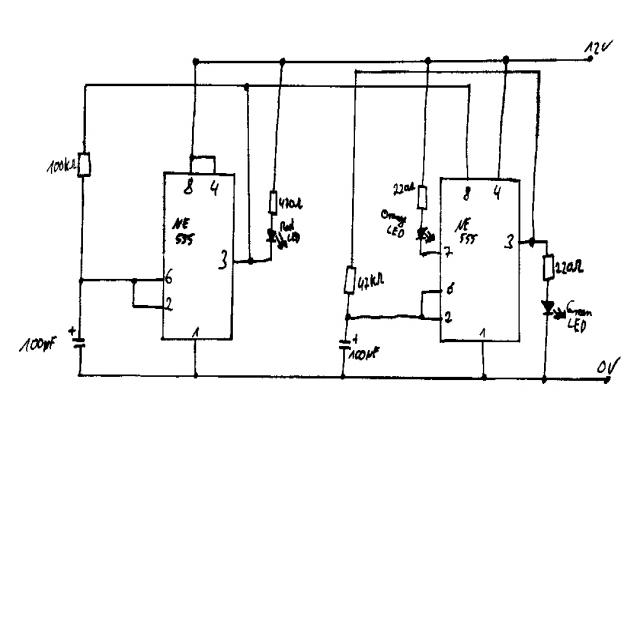 12V
100kΩ
8 4
470Ω
Red
LED
NE
555
3
6
2
1
+
100µF
220Ω
Orange
LED
8 4
NE
555
7
3
6
2
1
47kΩ
+
100µF
220Ω
Green
LED
0V